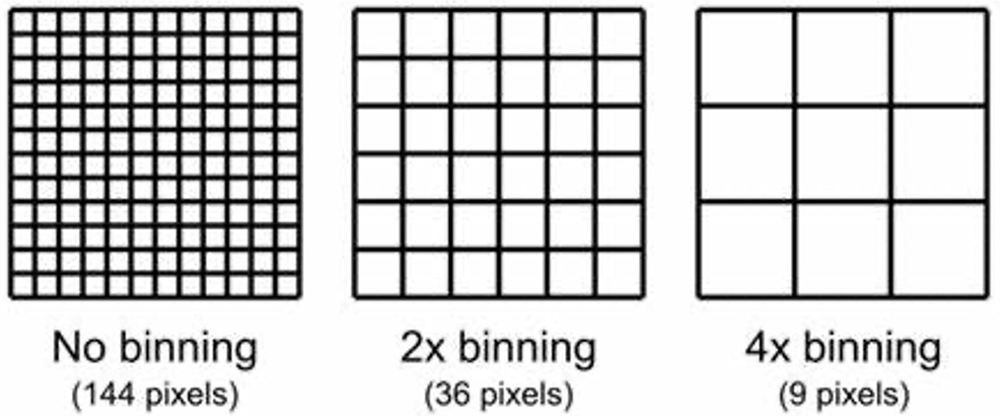 No binning
(144 pixels)
2x binning
(36 pixels)
4x binning
(9 pixels)